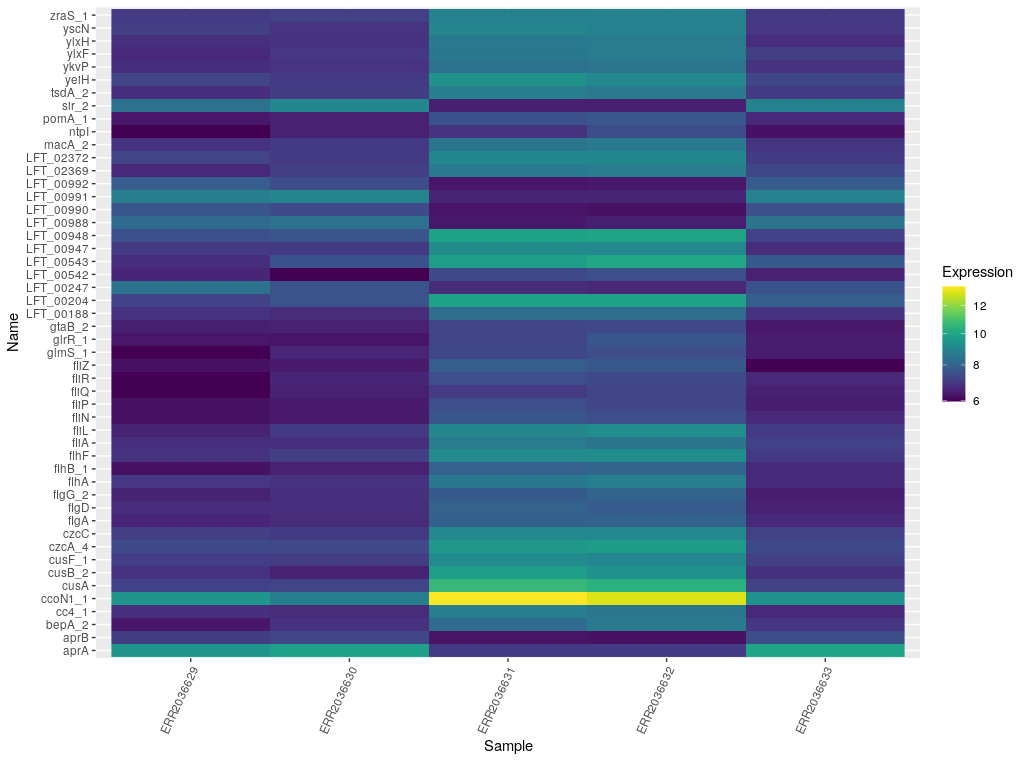 zraS_1
yscN
ylxH
ylxF
ykvP
yeiH
tsdA_2
slr_2
pomA_1
ntpI
macA_2
LFT_02372
LFT_02369
LFT_00992
LFT_00991
LFT_00990
LFT_00988
LFT_00948
LFT_00947
LFT_00543
LFT_00542
LFT_00247
LFT_00204
LFT_00188
gtaB_2
glrR_1
glmS_1
fliZ
fliR
fliQ
fliP
fliN
fliL
fliA
flhF
flhB_1
flhA
flgG_2
flgD
flgA
czcC
czcA_4
cusF_1
cusB_2
cusA
ccoN1_1
cc4_1
bepA_2
aprB
aprA
Name
ERR2036629
ERR2036630
ERR2036631
ERR2036632
ERR2036633
Sample
Expression
12
10
8
6